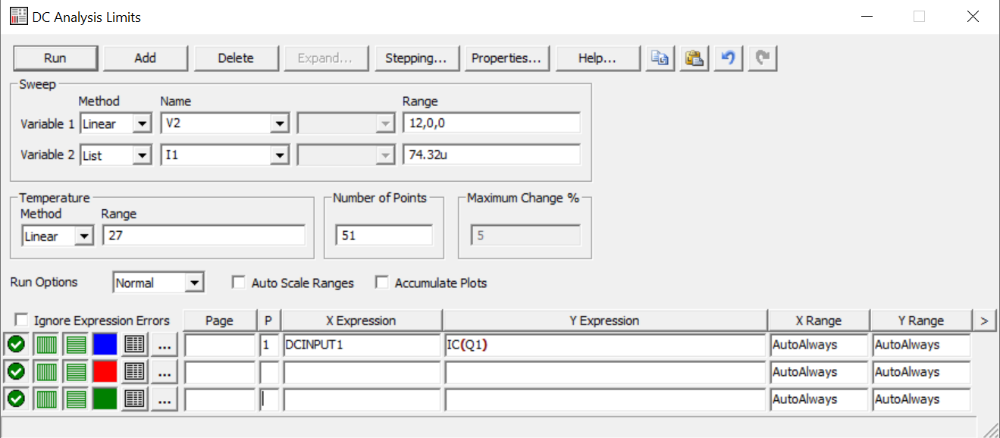 DC Analysis Limits
Run Add Delete Expand... Stepping... Properties... Help...
Sweep
Method Name Range
Variable 1 Linear V2 12,0,0
Variable 2 List I1 74.32u
Temperature Number of Points Maximum Change %
Method Range
Linear 27 51 5
Run Options Normal Auto Scale Ranges Accumulate Plots
Ignore Expression Errors Page P X Expression Y Expression X Range Y Range >
... 1 DCINPUT1 IC(Q1) AutoAlways AutoAlways
... AutoAlways AutoAlways
... AutoAlways AutoAlways